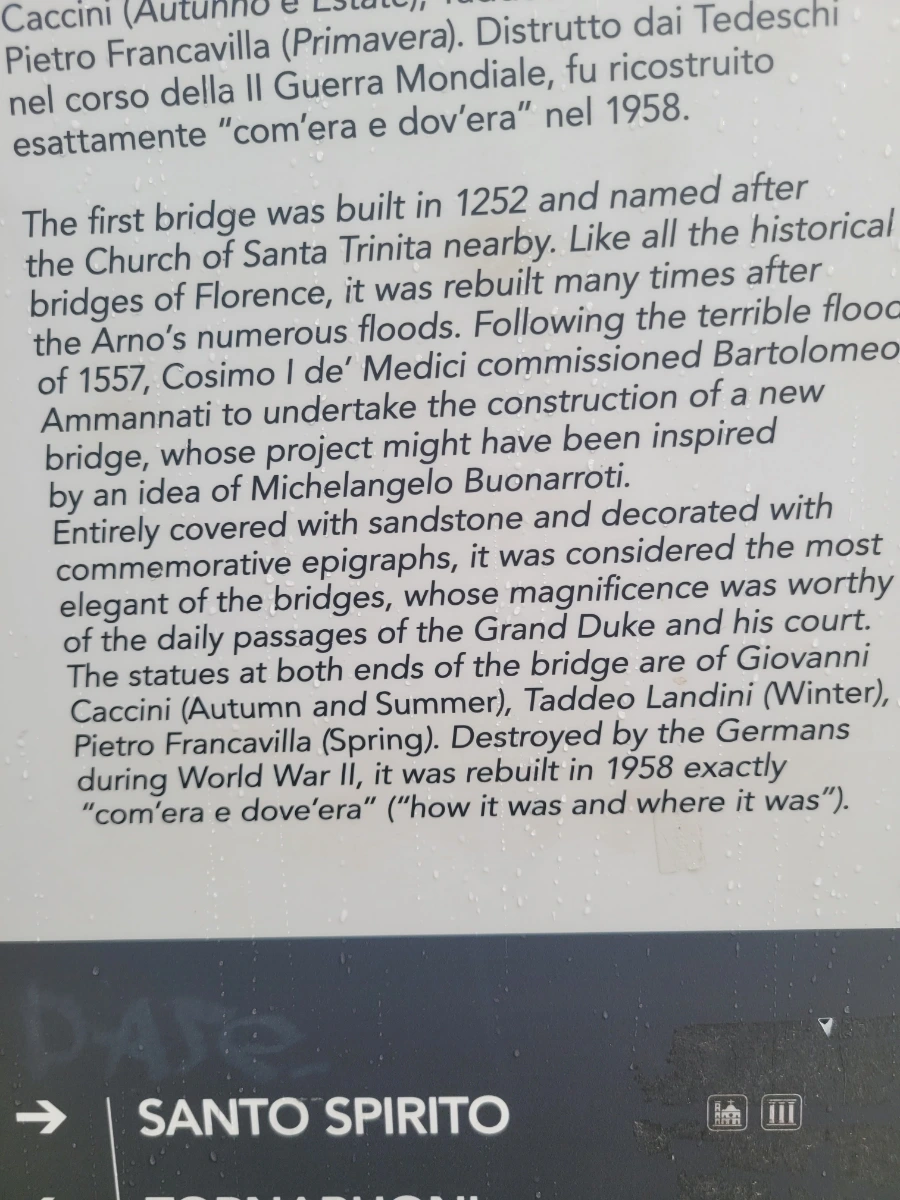 Caccini (Autunno e Estate),
Pietro Francavilla (Primavera). Distrutto dai Tedeschi
nel corso della II Guerra Mondiale, fu ricostruito
esattamente "com'era e dov'era" nel 1958.
The first bridge was built in 1252 and named after
the Church of Santa Trinita nearby. Like all the historical
bridges of Florence, it was rebuilt many times after
the Arno's numerous floods. Following the terrible flood
of 1557, Cosimo I de' Medici commissioned Bartolomeo
Ammannati to undertake the construction of a new
bridge, whose project might have been inspired
by an idea of Michelangelo Buonarroti.
Entirely covered with sandstone and decorated with
commemorative epigraphs, it was considered the most
elegant of the bridges, whose magnificence was worthy
of the daily passages of the Grand Duke and his court.
The statues at both ends of the bridge are of Giovanni
Caccini (Autumn and Summer), Taddeo Landini (Winter),
Pietro Francavilla (Spring). Destroyed by the Germans
during World War II, it was rebuilt in 1958 exactly
"com'era e dove'era" ("how it was and where it was").
→ SANTO SPIRITO